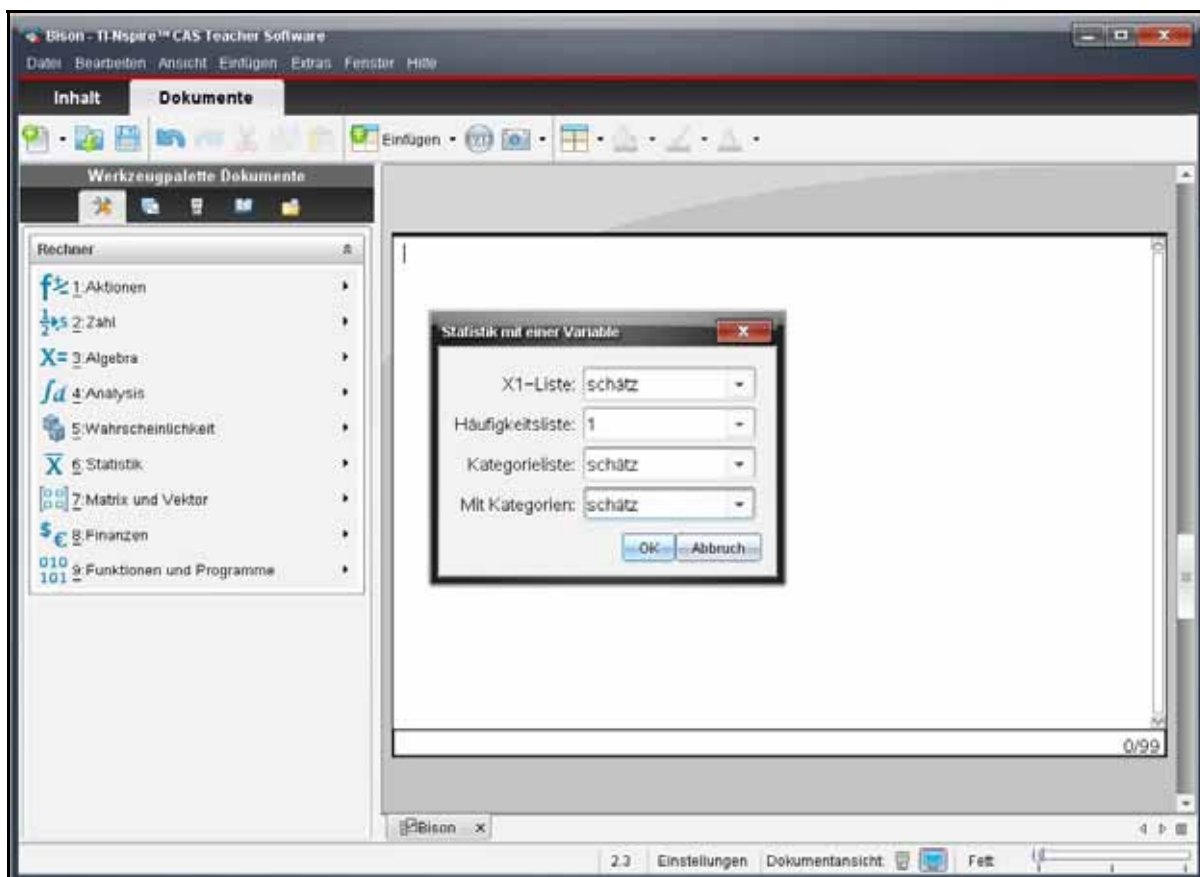 Bison - TI-Nspire™ CAS Teacher Software
Datei Bearbeiten Ansicht Einfügen Extras Fenster Hilfe
Inhalt Dokumente
Einfügen
Werkzeugpalette Dokumente
Rechner
1:Aktionen
2:Zahl
3:Algebra
4:Analysis
5:Wahrscheinlichkeit
6:Statistik
7:Matrix und Vektor
8:Finanzen
9:Funktionen und Programme
Statistik mit einer Variable
X1-Liste: schätz
Häufigkeitsliste: 1
Kategorieliste: schätz
Mit Kategorien: schätz
OK Abbruch
0/99
Bison
2.3 Einstellungen Dokumentansicht: Fett